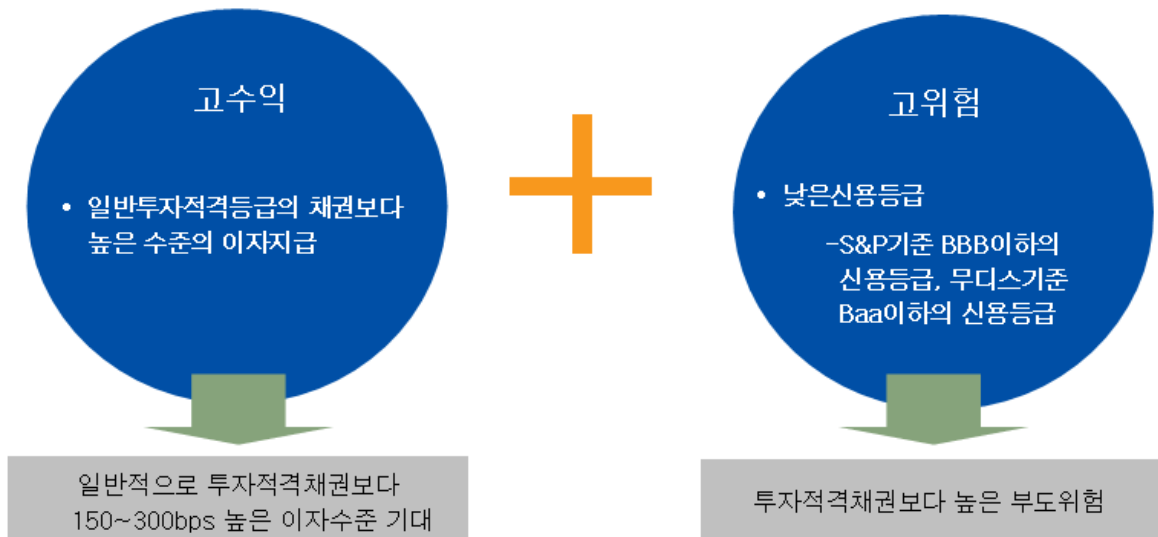 고수익
• 일반투자적격등급의 채권보다
높은 수준의 이자지급
일반적으로 투자적격채권보다
150~300bps 높은 이자수준 기대
고위험
• 낮은신용등급
-S&P기준 BBB이하의
신용등급, 무디스기준
Baa이하의 신용등급
투자적격채권보다 높은 부도위험